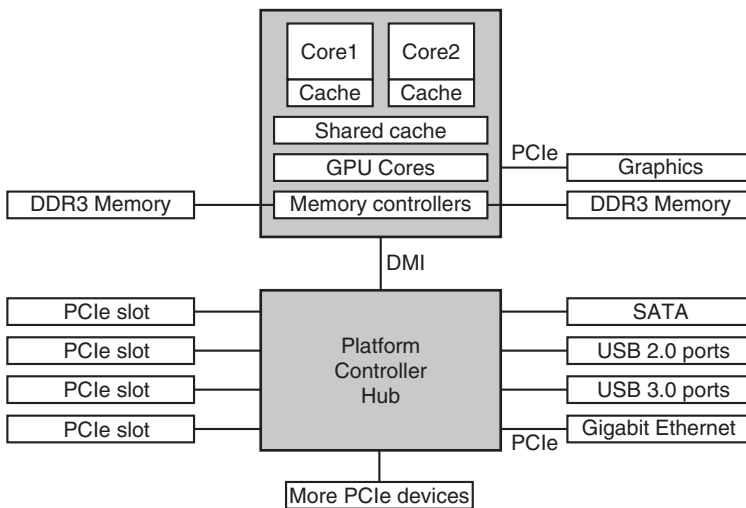 Core1
Core2
Cache
Cache
Shared cache
GPU Cores
PCIe
Graphics
DDR3 Memory
Memory controllers
DDR3 Memory
DMI
PCIe slot
PCIe slot
PCIe slot
PCIe slot
Platform
Controller
Hub
SATA
USB 2.0 ports
USB 3.0 ports
Gigabit Ethernet
PCIe
More PCIe devices